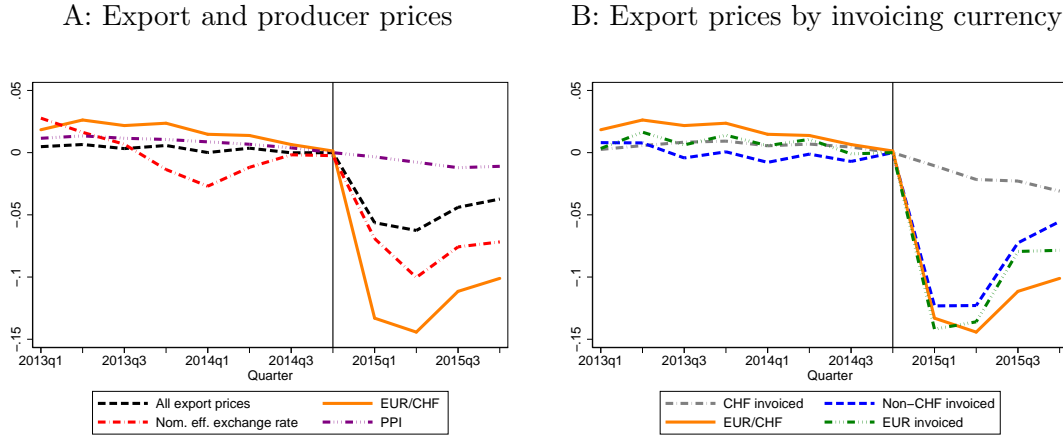 A: Export and producer prices
.05
0
−.05
−.1
−.15
2013q1
2013q3
2014q1
2014q3
2015q1
2015q3
Quarter
All export prices
EUR/CHF
Nom. eff. exchange rate
PPI
B: Export prices by invoicing currency
.05
0
−.05
−.1
−.15
2013q1
2013q3
2014q1
2014q3
2015q1
2015q3
Quarter
CHF invoiced
Non−CHF invoiced
EUR/CHF
EUR invoiced